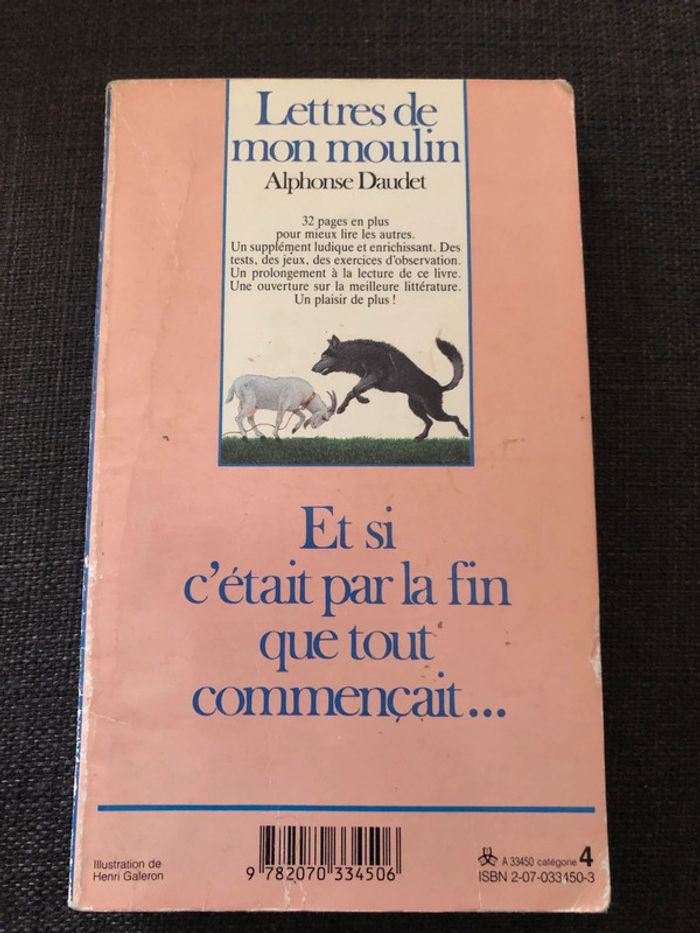 Lettres de
mon moulin
Alphonse Daudet
32 pages en plus
pour mieux lire les autres.
Un supplément ludique et enrichissant. Des
tests, des jeux, des exercices d'observation.
Un prolongement à la lecture de ce livre.
Une ouverture sur la meilleure littérature.
Un plaisir de plus !
Et si
c'était par la fin
que tout
commençait...
Illustration de
Henri Galeron
9 782070 334506
A 33450 catégorie 4
ISBN 2-07-033450-3